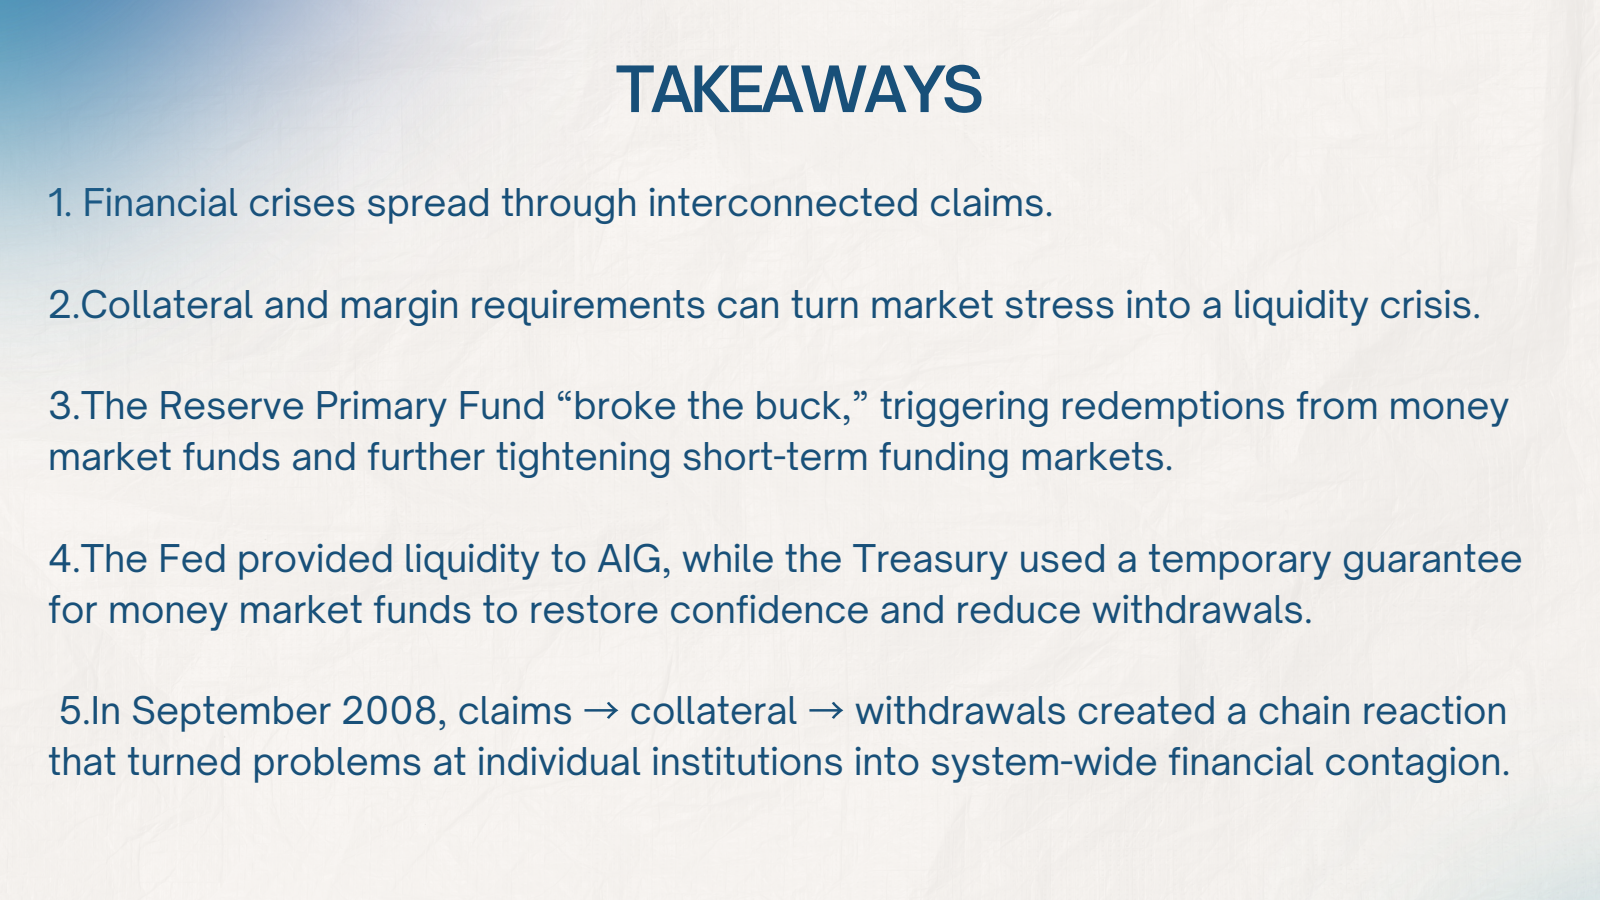 TAKEAWAYS
1. Financial crises spread through interconnected claims.
2.Collateral and margin requirements can turn market stress into a liquidity crisis.
3.The Reserve Primary Fund “broke the buck,” triggering redemptions from money
market funds and further tightening short-term funding markets.
4.The Fed provided liquidity to AIG, while the Treasury used a temporary guarantee
for money market funds to restore confidence and reduce withdrawals.
5.In September 2008, claims → collateral → withdrawals created a chain reaction
that turned problems at individual institutions into system-wide financial contagion.